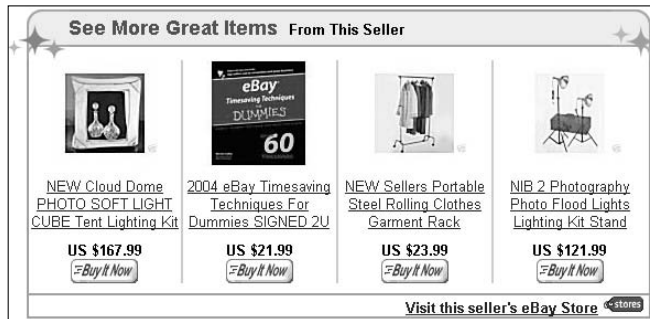 See More Great Items From This Seller
eBay
Timesaving Techniques
FOR
DUMMIES
60
NEW Cloud Dome
PHOTO SOFT LIGHT
CUBE Tent Lighting Kit
US $167.99
Buy It Now
2004 eBay Timesaving
Techniques For
Dummies SIGNED 2U
US $21.99
Buy It Now
NEW Sellers Portable
Steel Rolling Clothes
Garment Rack
US $23.99
Buy It Now
NIB 2 Photography
Photo Flood Lights
Lighting Kit Stand
US $121.99
Buy It Now
Visit this seller's eBay Store stores